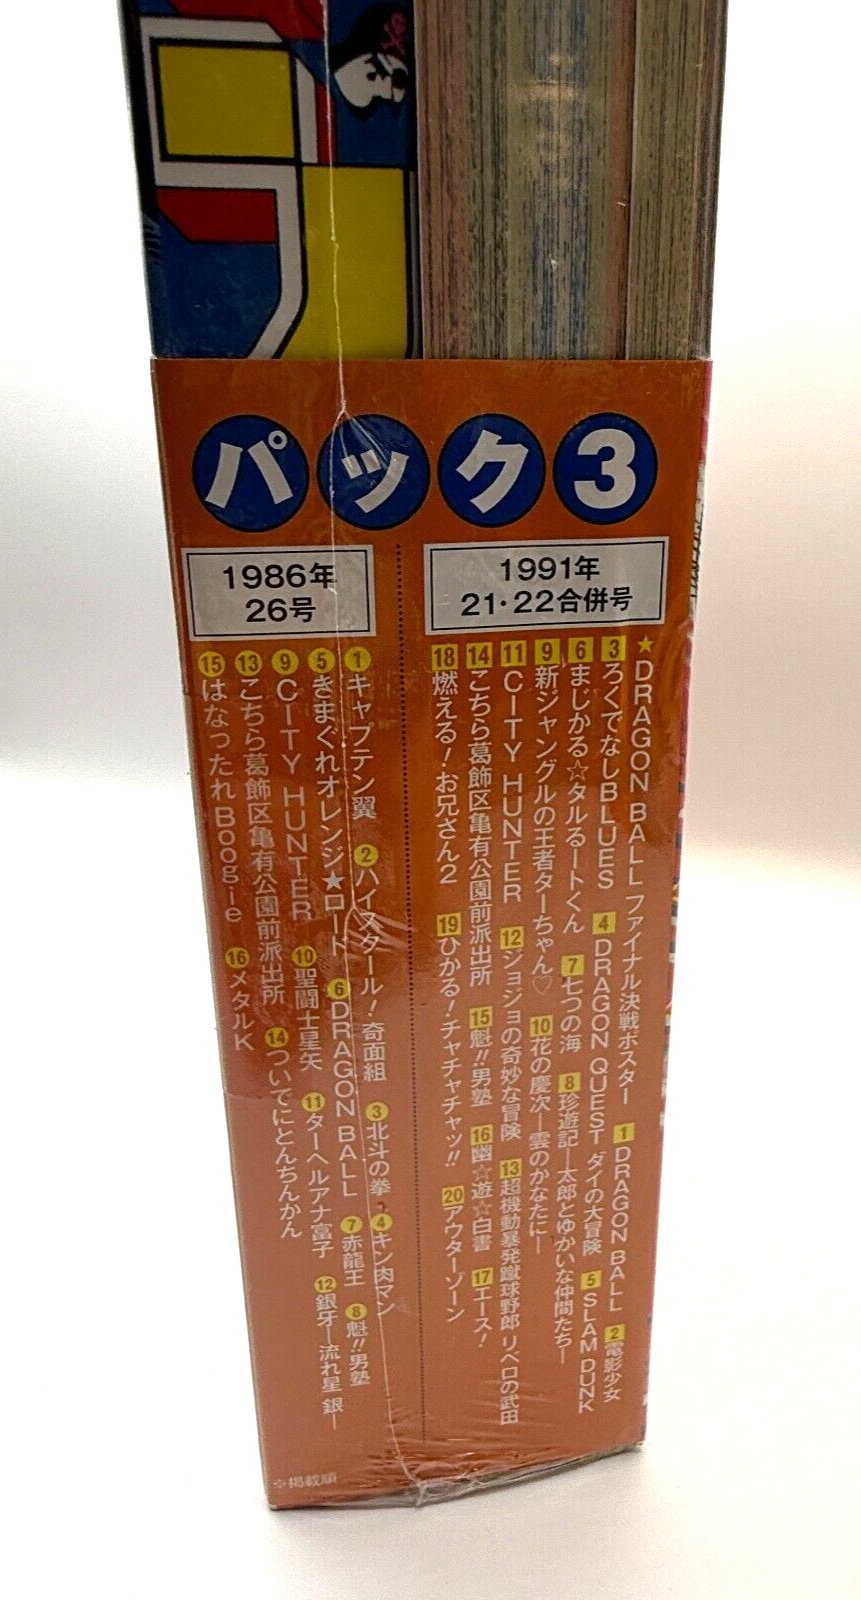 パック3
1991年
21・22合併号
★DRAGON BALL ファイナル決戦ポスター 1 DRAGON BALL 2 電影少女
3 ろくでなしBLUES 4 DRAGON QUEST ダイの大冒険 5 SLAM DUNK
6 まじかる☆タルるートくん 7 七つの海 8 珍遊記―太郎とゆかいな仲間たち―
9 新ジャングルの王者ターちゃん♡ 10 花の慶次―雲のかなたに―
11 CITY HUNTER 12 ジョジョの奇妙な冒険 13 超機動暴発蹴球野郎 リベロの武田
14 こちら葛飾区亀有公園前派出所 15 魁!!男塾 16 幽☆遊☆白書 17 エース!
18 燃える!お兄さん2 19 ひかる!チャチャチャッ!! 20 アウターゾーン
1986年
26号
1 キャプテン翼 2 ハイスクール!奇面組 3 北斗の拳 4 キン肉マン
5 きまぐれオレンジ★ロード 6 DRAGON BALL 7 赤龍王 8 魁!!男塾
9 CITY HUNTER 10 聖闘士星矢 11 ターヘルアナ富子 12 銀牙―流れ星 銀―
13 こちら葛飾区亀有公園前派出所 14 ついでにとんちんかん
15 はなったれBoogie 16 メタルK
☆掲載順